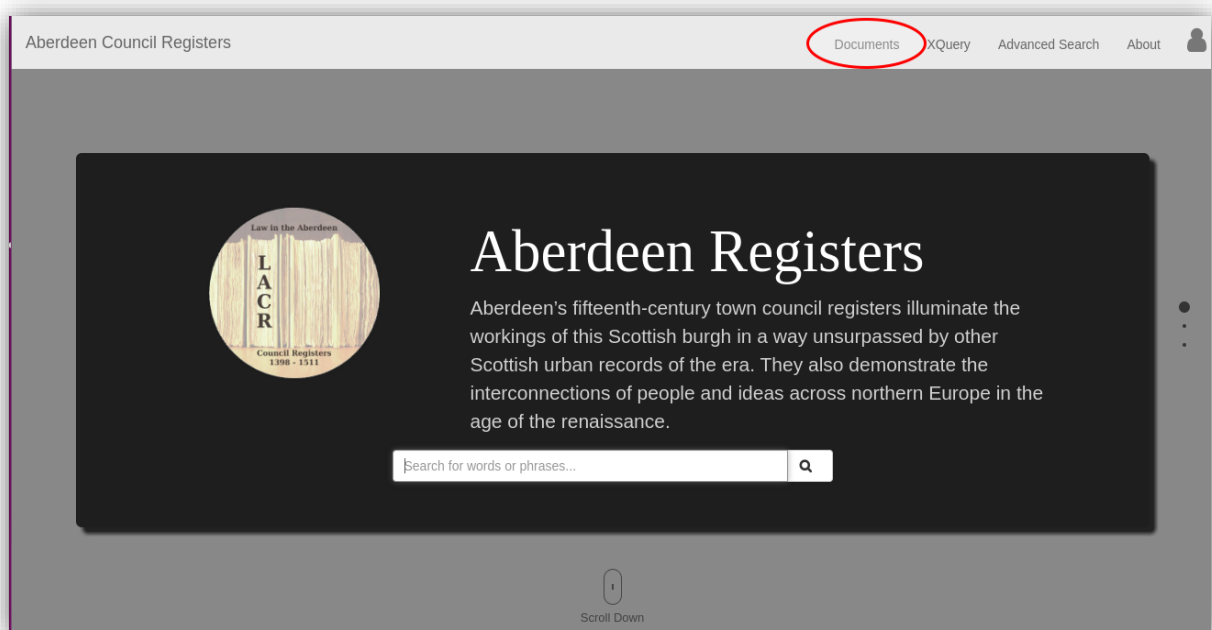 Aberdeen Council Registers
Documents XQuery Advanced Search About
Law in the Aberdeen
L
A
C
R
Council Registers
1398 - 1511
Aberdeen Registers
Aberdeen’s fifteenth-century town council registers illuminate the
workings of this Scottish burgh in a way unsurpassed by other
Scottish urban records of the era. They also demonstrate the
interconnections of people and ideas across northern Europe in the
age of the renaissance.
Search for words or phrases...
Scroll Down